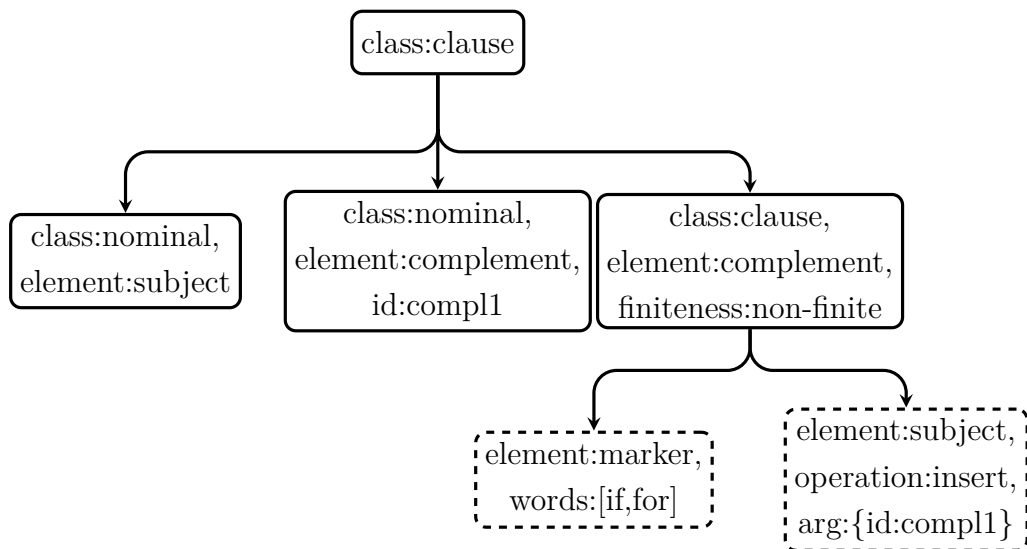 class:clause
class:nominal,
element:subject
class:nominal,
element:complement,
id:compl1
class:clause,
element:complement,
finiteness:non-finite
element:marker,
words:[if,for]
element:subject,
operation:insert,
arg:{id:compl1}